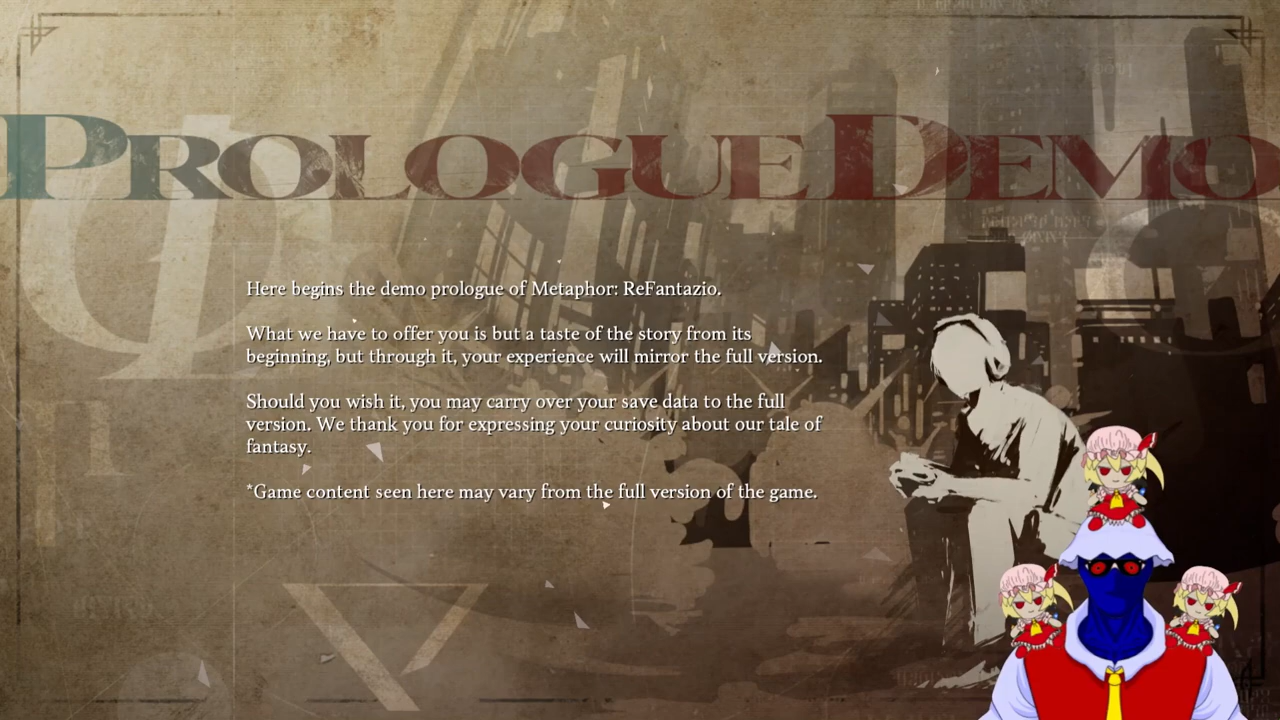 PROLOGUE DEMO
Here begins the demo prologue of Metaphor: ReFantazio.
What we have to offer you is but a taste of the story from its
beginning, but through it, your experience will mirror the full version.
Should you wish it, you may carry over your save data to the full
version. We thank you for expressing your curiosity about our tale of
fantasy.
*Game content seen here may vary from the full version of the game.